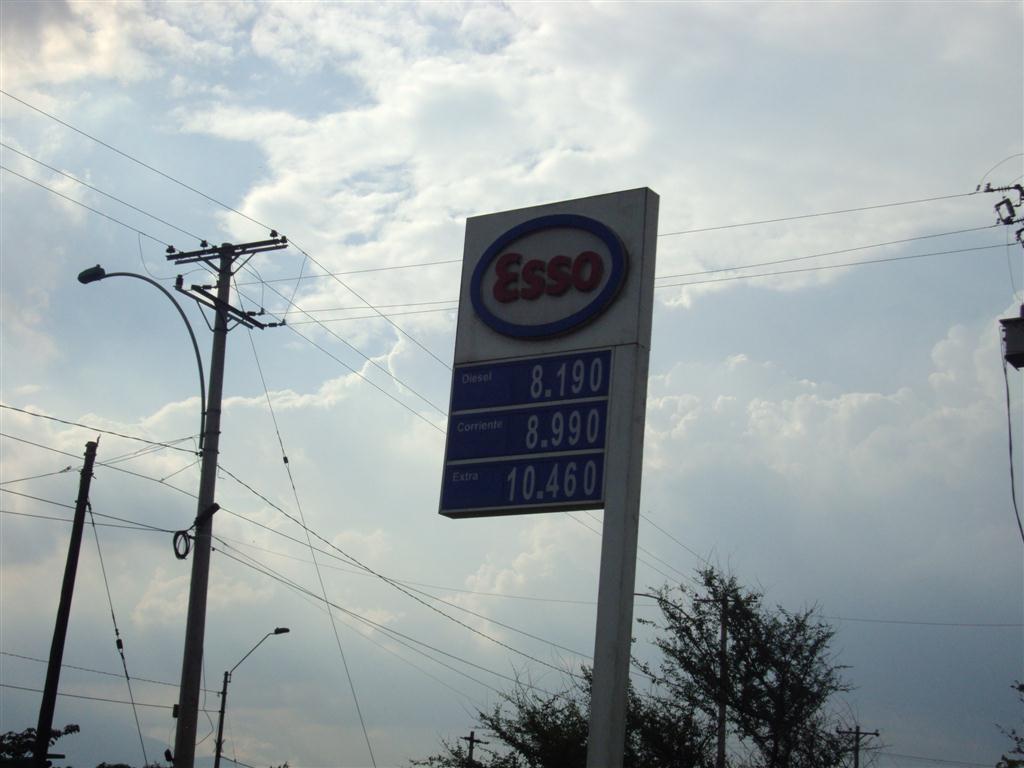 Esso
Diesel 8.190
Corriente 8.990
Extra 10.460